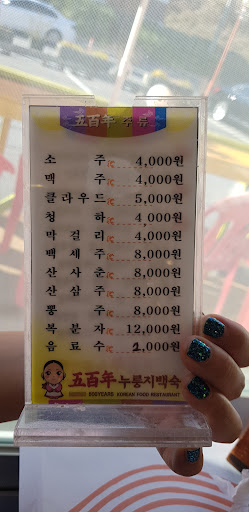 五百年 주류
소 주 4,000원
맥 주 4,000원
클라우드 5,000원
청 하 4,000원
막 걸 리 4,000원
백 세 주 8,000원
산 사 춘 8,000원
산 삼 주 8,000원
뽕 주 8,000원
복 분 자 12,000원
음 료 수 2,000원
五百年누룽지백숙
KOREAN FOOD RESTAURANT